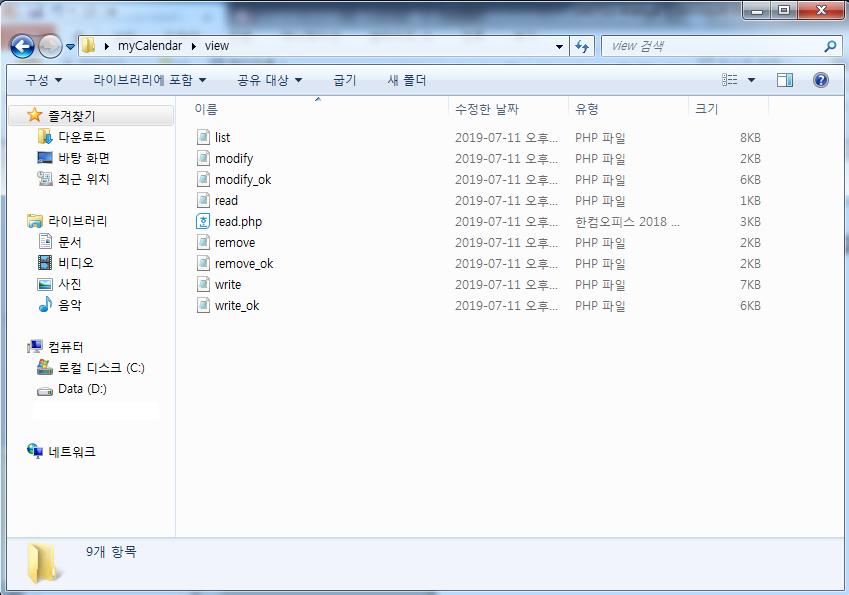 myCalendar view
view 검색
구성 라이브러리에 포함 공유 대상 굽기 새 폴더
이름 수정한 날짜 유형 크기
즐겨찾기
다운로드
바탕 화면
최근 위치
라이브러리
문서
비디오
사진
음악
컴퓨터
로컬 디스크 (C:)
Data (D:)
네트워크
list 2019-07-11 오후... PHP 파일 8KB
modify 2019-07-11 오후... PHP 파일 2KB
modify_ok 2019-07-11 오후... PHP 파일 6KB
read 2019-07-11 오후... PHP 파일 1KB
read.php 2019-07-11 오후... 한컴오피스 2018 ... 3KB
remove 2019-07-11 오후... PHP 파일 2KB
remove_ok 2019-07-11 오후... PHP 파일 2KB
write 2019-07-11 오후... PHP 파일 7KB
write_ok 2019-07-11 오후... PHP 파일 6KB
9개 항목